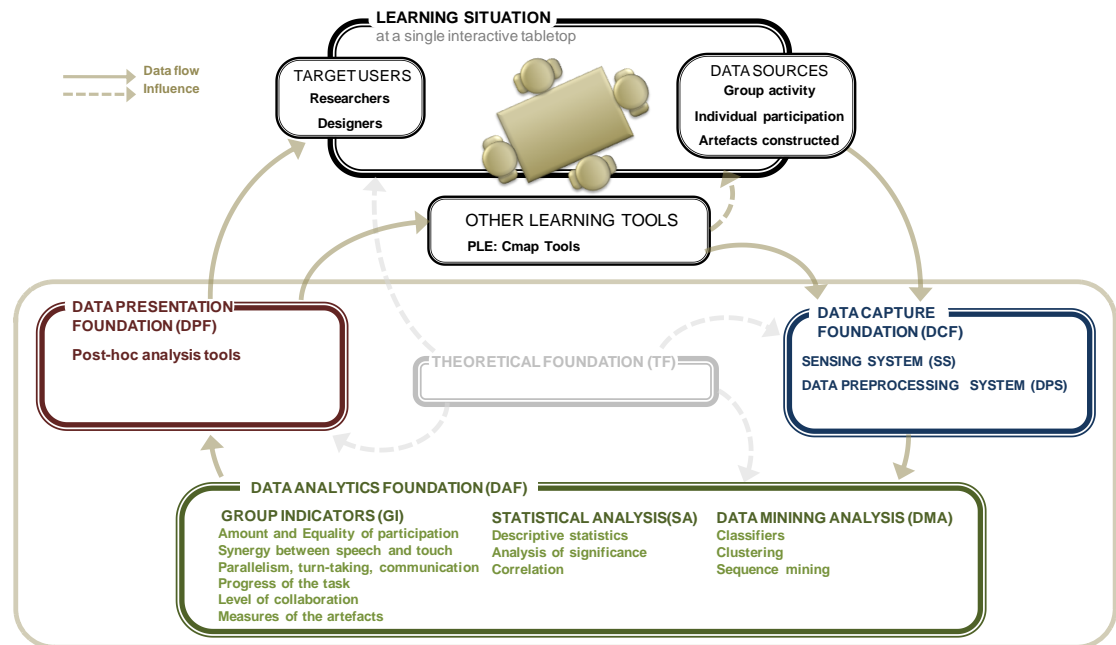 LEARNING SITUATION
at a single interactive tabletop
Data flow
Influence
TARGET USERS
Researchers
Designers
DATA SOURCES
Group activity
Individual participation
Artefacts constructed
OTHER LEARNING TOOLS
PLE: Cmap Tools
DATA PRESENTATION
FOUNDATION (DPF)
Post-hoc analysis tools
THEORETICAL FOUNDATION (TF)
DATA CAPTURE
FOUNDATION (DCF)
SENSING SYSTEM (SS)
DATA PREPROCESSING SYSTEM (DPS)
DATA ANALYTICS FOUNDATION (DAF)
GROUP INDICATORS (GI)
Amount and Equality of participation
Synergy between speech and touch
Parallelism, turn-taking, communication
Progress of the task
Level of collaboration
Measures of the artefacts
STATISTICAL ANALYSIS(SA)
Descriptive statistics
Analysis of significance
Correlation
DATA MININNG ANALYSIS (DMA)
Classifiers
Clustering
Sequence mining